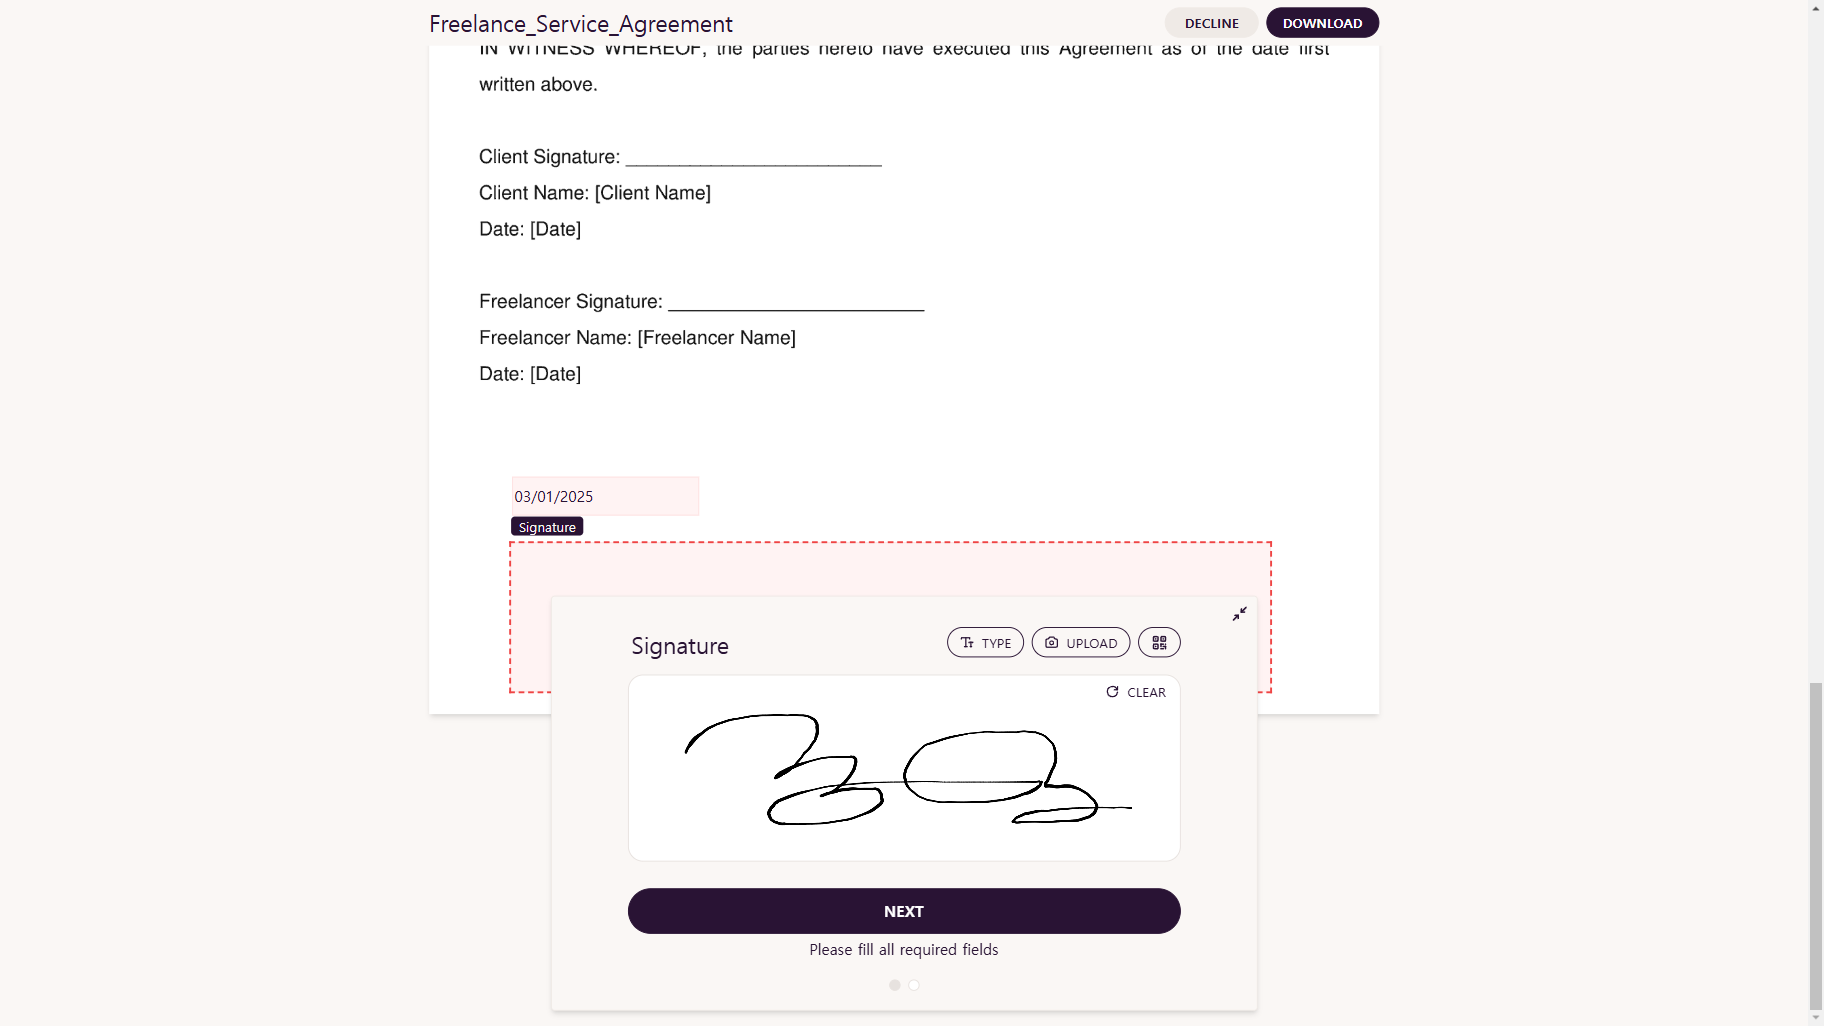 Freelance_Service_Agreement
DECLINE
DOWNLOAD
IN WITNESS WHEREOF, the parties hereto have executed this Agreement as of the date first
written above.
Client Signature: ________________________
Client Name: [Client Name]
Date: [Date]
Freelancer Signature: ________________________
Freelancer Name: [Freelancer Name]
Date: [Date]
03/01/2025
Signature
Signature
TYPE
UPLOAD
CLEAR
NEXT
Please fill all required fields